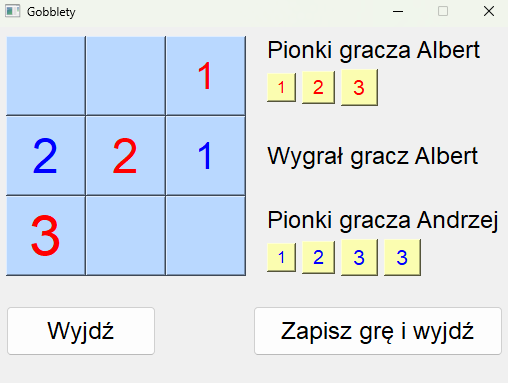 Gobblety
1
2 2 1
3
Pionki gracza Albert
1 2 3
Wygrał gracz Albert
Pionki gracza Andrzej
1 2 3 3
Wyjdź
Zapisz grę i wyjdź